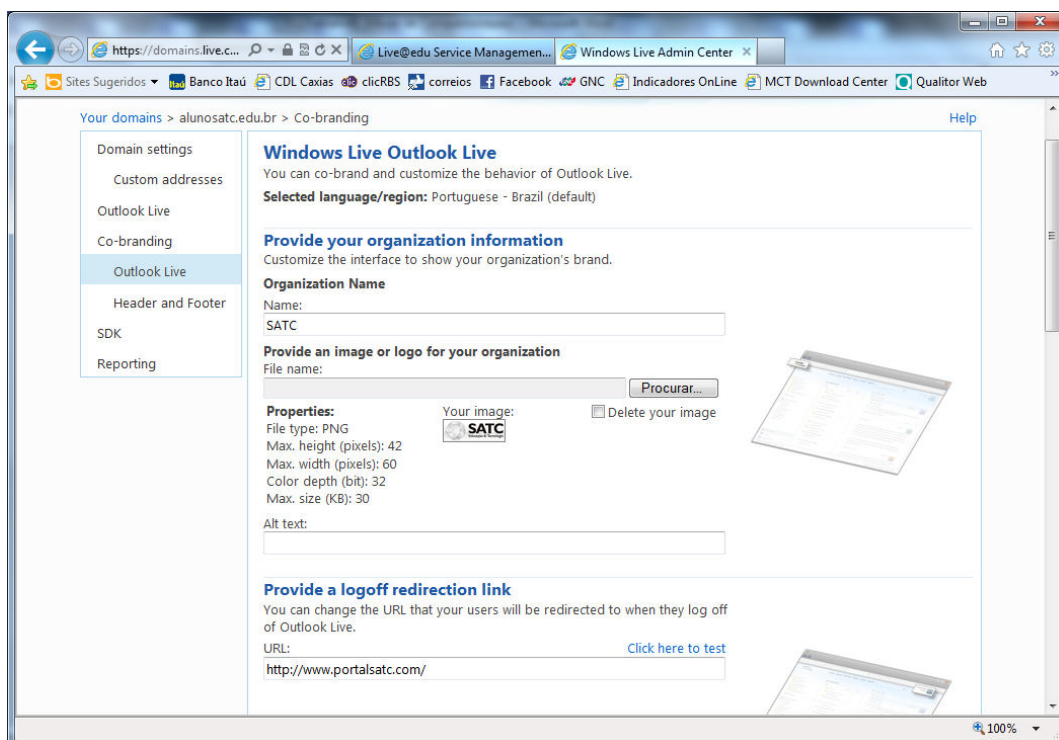 https://domains.live.c...
Live@edu Service Managemen...
Windows Live Admin Center
Sites Sugeridos
Itaú
Banco Itaú
CDL Caxias
clicRBS
correios
Facebook
GNC
Indicadores OnLine
MCT Download Center
Qualitor Web
Your domains > alunosatc.edu.br > Co-branding
Help
Domain settings
Custom addresses
Outlook Live
Co-branding
Outlook Live
Header and Footer
SDK
Reporting
Windows Live Outlook Live
You can co-brand and customize the behavior of Outlook Live.
Selected language/region: Portuguese - Brazil (default)
Provide your organization information
Customize the interface to show your organization's brand.
Organization Name
Name:
SATC
Provide an image or logo for your organization
File name:
Procurar...
Properties:
File type: PNG
Max. height (pixels): 42
Max. width (pixels): 60
Color depth (bit): 32
Max. size (KB): 30
Your image:
SATC
Delete your image
Alt text:
Provide a logoff redirection link
You can change the URL that your users will be redirected to when they log off
of Outlook Live.
URL:
Click here to test
http://www.portalsatc.com/
100%